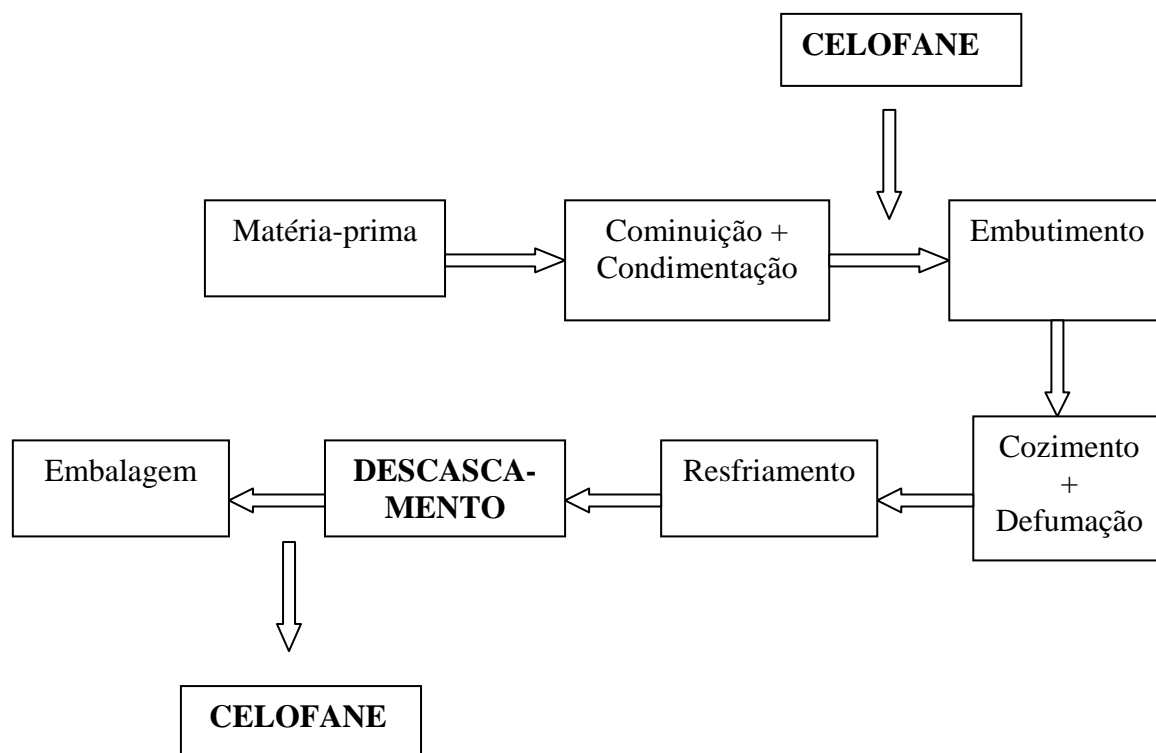 CELOFANE
Matéria-prima
Cominuição +
Condimentação
Embutimento
Cozimento
+
Defumação
Resfriamento
DESCASCA-
MENTO
Embalagem
CELOFANE